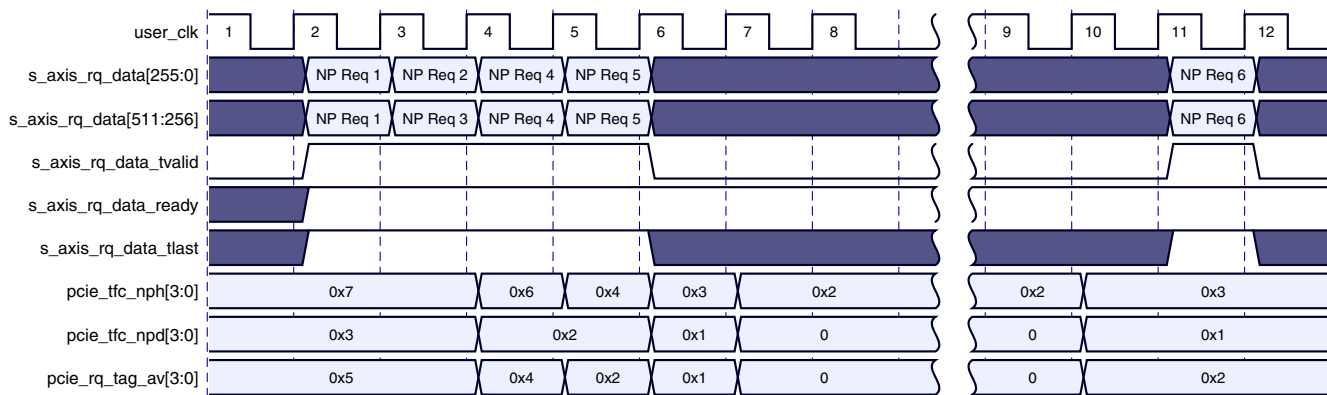 user_clk 1 2 3 4 5 6 7 8 9 10 11 12
s_axis_rq_data[255:0] NP Req 1 NP Req 2 NP Req 4 NP Req 5 NP Req 6
s_axis_rq_data[511:256] NP Req 1 NP Req 3 NP Req 4 NP Req 5 NP Req 6
s_axis_rq_data_tvalid
s_axis_rq_data_ready
s_axis_rq_data_tlast
pcie_tfc_nph[3:0] 0x7 0x6 0x4 0x3 0x2 0x2 0x3
pcie_tfc_npd[3:0] 0x3 0x2 0x1 0 0 0x1
pcie_rq_tag_av[3:0] 0x5 0x4 0x2 0x1 0 0 0x2